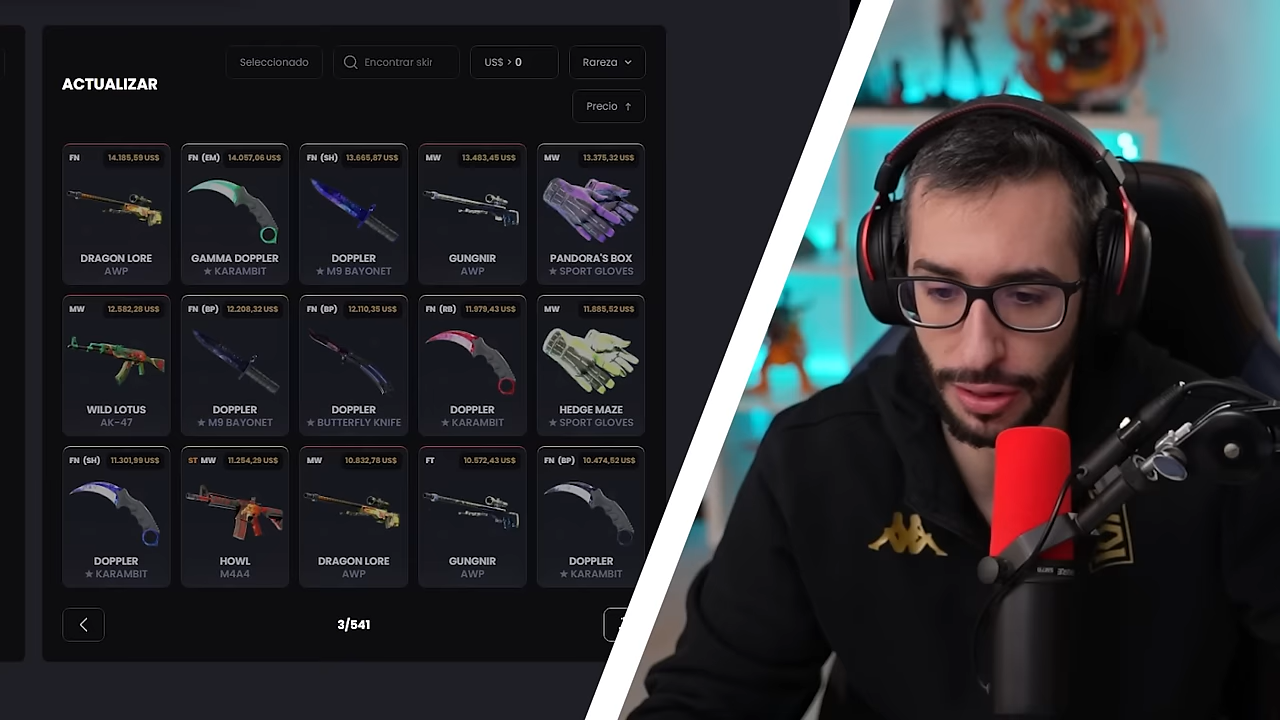 Seleccionado
Encontrar skir
US$ > 0
Rareza
ACTUALIZAR
Precio ↑
FN 14.185,59 US$
FN (EM) 14.057,06 US$
FN (SH) 13.665,87 US$
MW 13.483,45 US$
MW 13.375,32 US$
DRAGON LORE
AWP
GAMMA DOPPLER
★ KARAMBIT
DOPPLER
★ M9 BAYONET
GUNGNIR
AWP
PANDORA'S BOX
★ SPORT GLOVES
MW 12.582,28 US$
FN (BP) 12.208,32 US$
FN (BP) 12.110,35 US$
FN (RB) 11.979,43 US$
MW 11.885,52 US$
WILD LOTUS
AK-47
DOPPLER
★ M9 BAYONET
DOPPLER
★ BUTTERFLY KNIFE
DOPPLER
★ KARAMBIT
HEDGE MAZE
★ SPORT GLOVES
FN (SH) 11.301,99 US$
ST MW 11.254,29 US$
MW 10.832,78 US$
FT 10.572,43 US$
FN (BP) 10.474,52 US$
DOPPLER
★ KARAMBIT
HOWL
M4A4
DRAGON LORE
AWP
GUNGNIR
AWP
DOPPLER
★ KARAMBIT
3/541